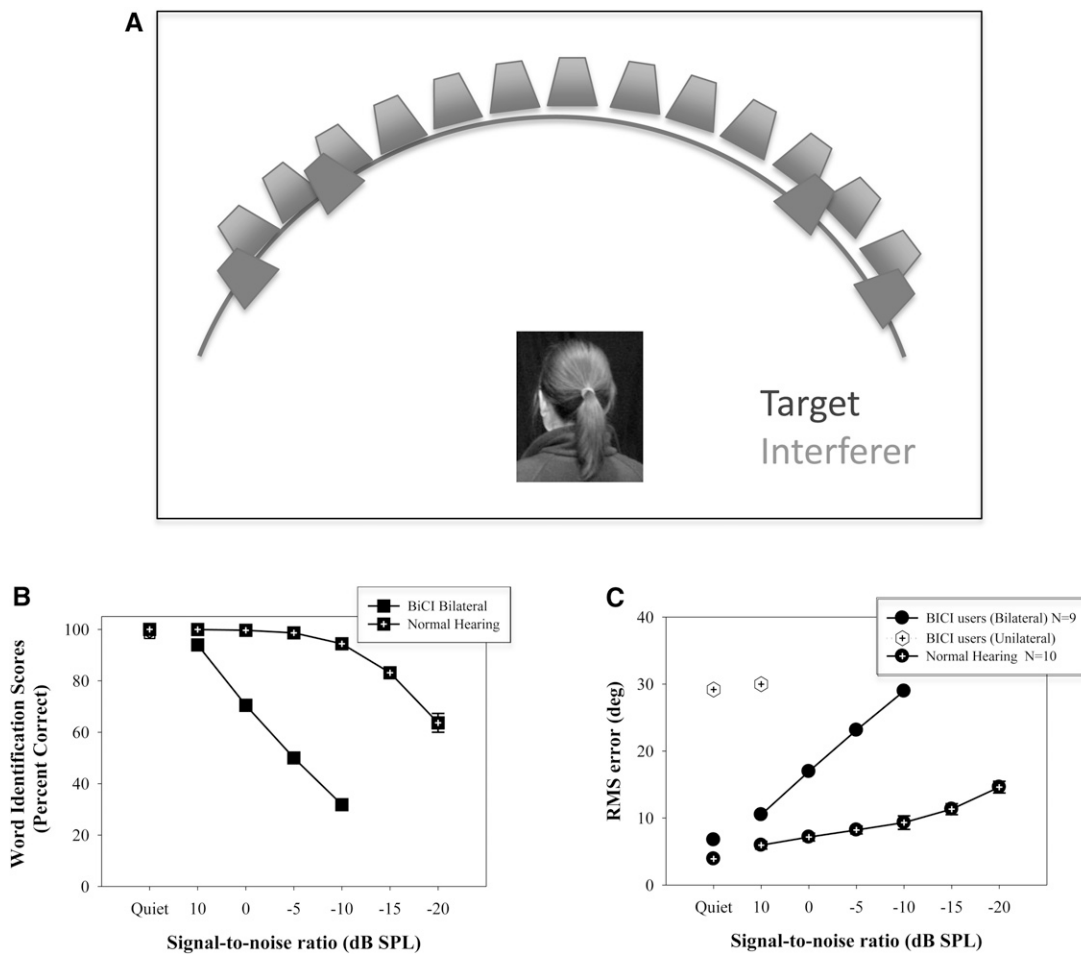 A
Target
Interferer
B
BiCI Bilateral
Normal Hearing
Word Identification Scores
(Percent Correct)
100
80
60
40
20
0
Quiet 10 0 -5 -10 -15 -20
Signal-to-noise ratio (dB SPL)
C
BICI users (Bilateral) N=9
BICI users (Unilateral)
Normal Hearing N=10
RMS error (deg)
40
30
20
10
0
Quiet 10 0 -5 -10 -15 -20
Signal-to-noise ratio (dB SPL)